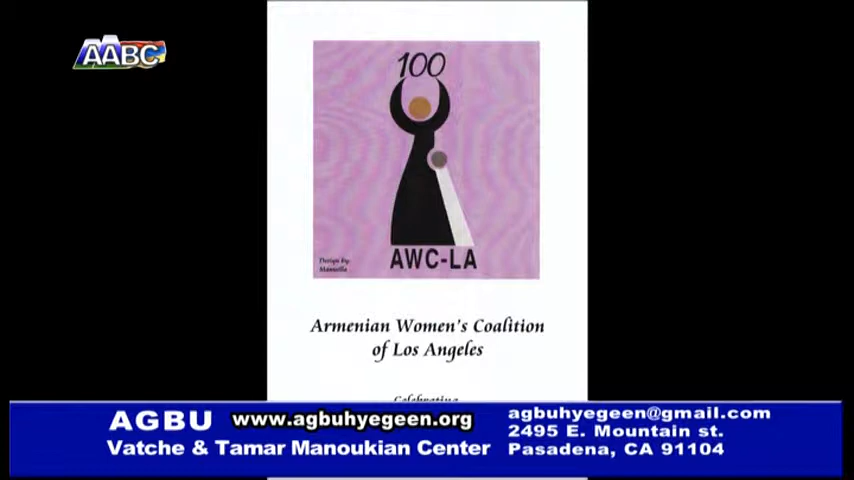 AABC
100
Design by:
Manuella
AWC-LA
Armenian Women's Coalition
of Los Angeles
Celebrating
AGBU www.agbuhyegeen.org
Vatche & Tamar Manoukian Center
agbuhyegeen@gmail.com
2495 E. Mountain st.
Pasadena, CA 91104